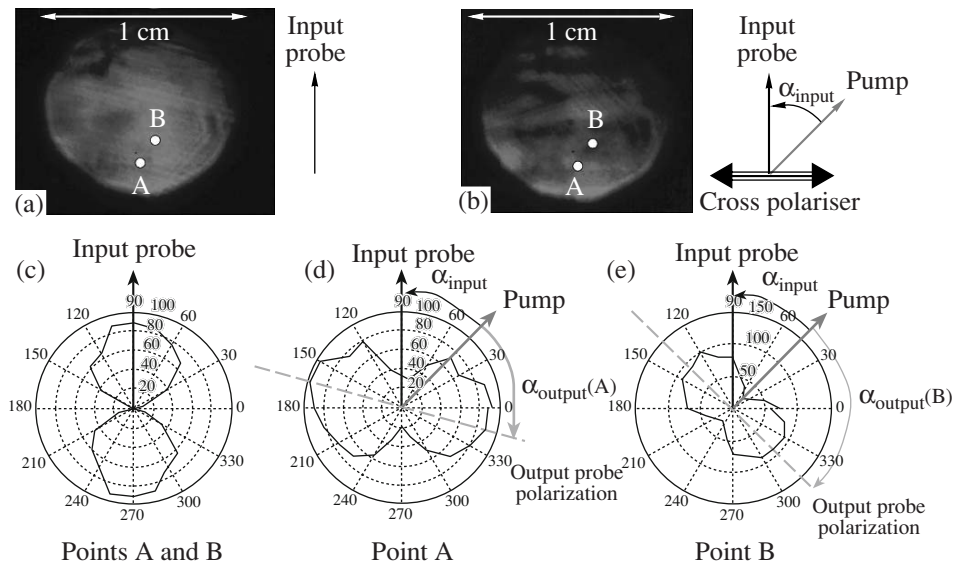 1 cm
Input
probe
B
A
(a)
1 cm
Input
probe
α_input
Pump
B
A
(b)
Cross polariser
(c)
Input probe
90
100
80
60
40
20
120
60
150
30
180
0
210
330
240
300
270
Points A and B
(d)
Input probe
α_input
Pump
90
100
80
60
40
20
120
60
150
30
180
0
210
330
240
300
270
α_output(A)
Output probe
polarization
Point A
(e)
Input probe
α_input
Pump
90
150
100
50
120
60
150
30
180
0
210
330
240
300
270
α_output(B)
Output probe
polarization
Point B